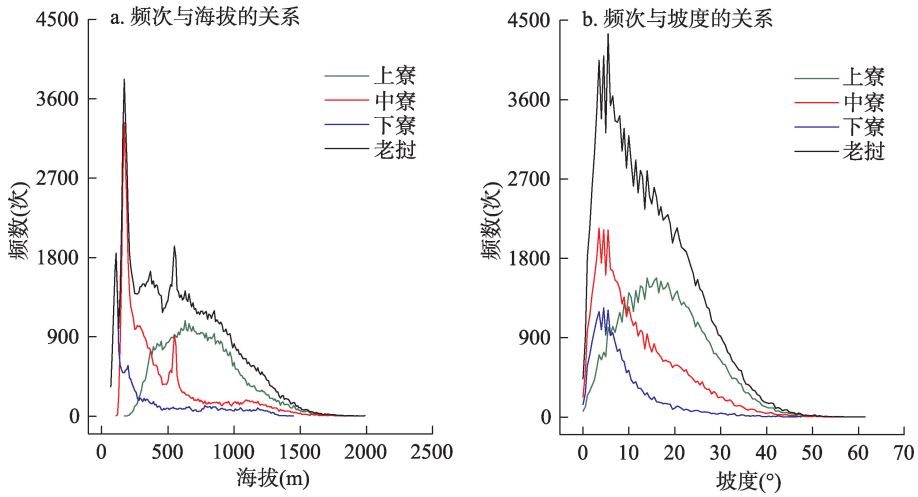 a. 频次与海拔的关系
4500
3600
2700
1800
900
0
频数(次)
上寮
中寮
下寮
老挝
0 500 1000 1500 2000 2500
海拔(m)
b. 频次与坡度的关系
4500
3600
2700
1800
900
0
频数(次)
上寮
中寮
下寮
老挝
0 10 20 30 40 50 60 70
坡度(°)